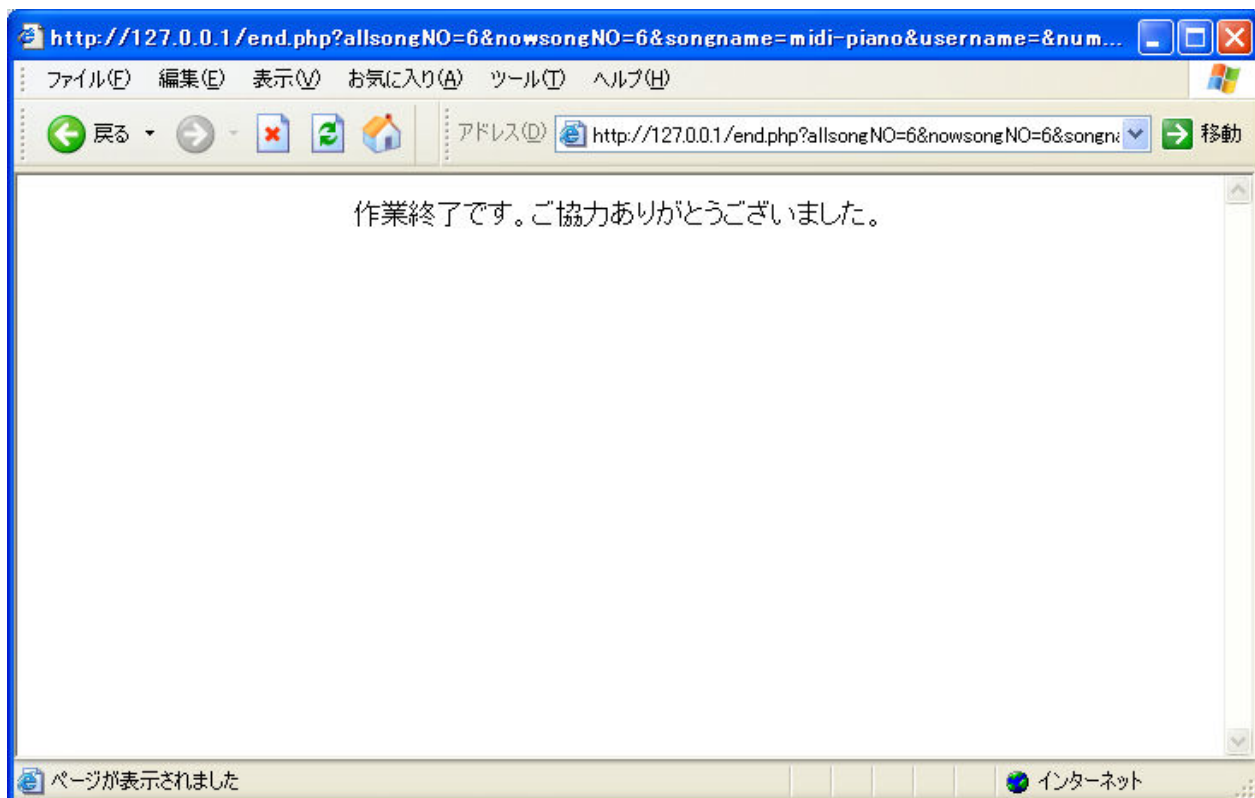 http://127.0.0.1/end.php?allsongNO=6&nowsongNO=6&songname=midi-piano&username=&num...
ファイル(F) 編集(E) 表示(V) お気に入り(A) ツール(T) ヘルプ(H)
戻る アドレス(D) http://127.0.0.1/end.php?allsongNO=6&nowsongNO=6&songna 移動
作業終了です。ご協力ありがとうございました。
ページが表示されました インターネット